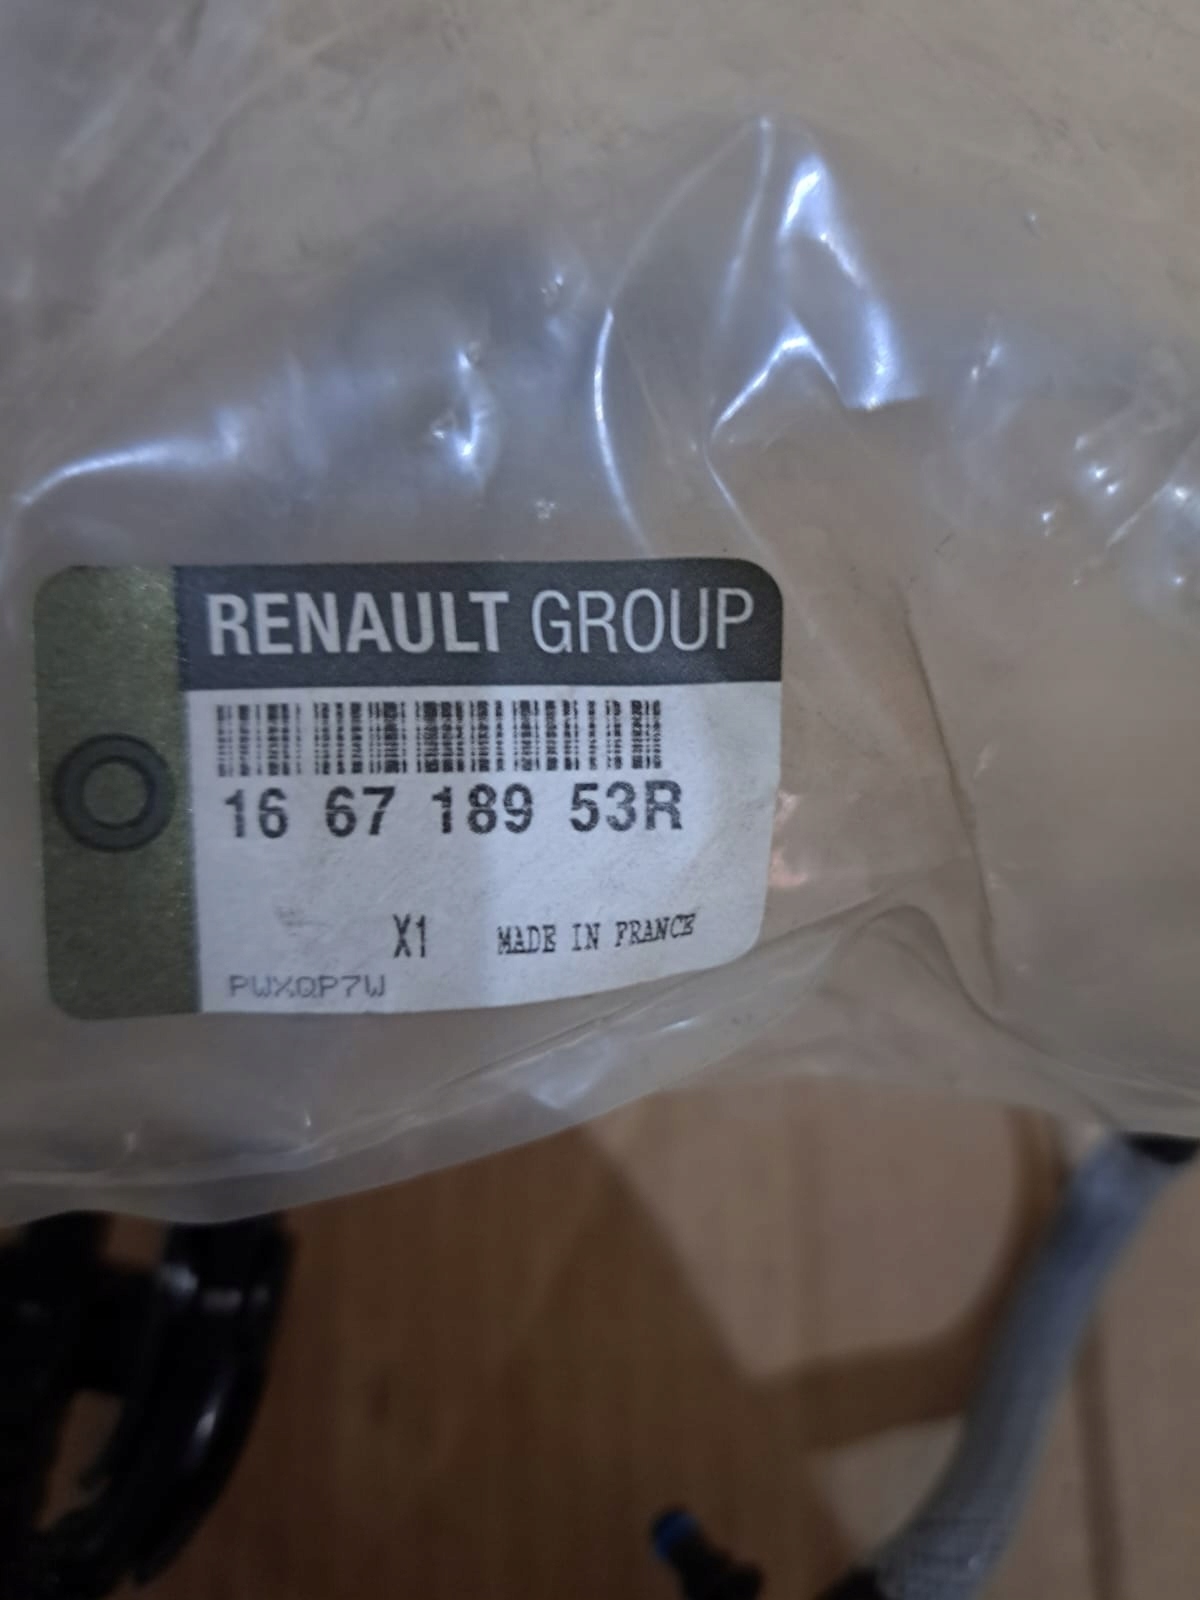 RENAULT GROUP
16 67 189 53R
X1 MADE IN FRANCE
PWXQP7W